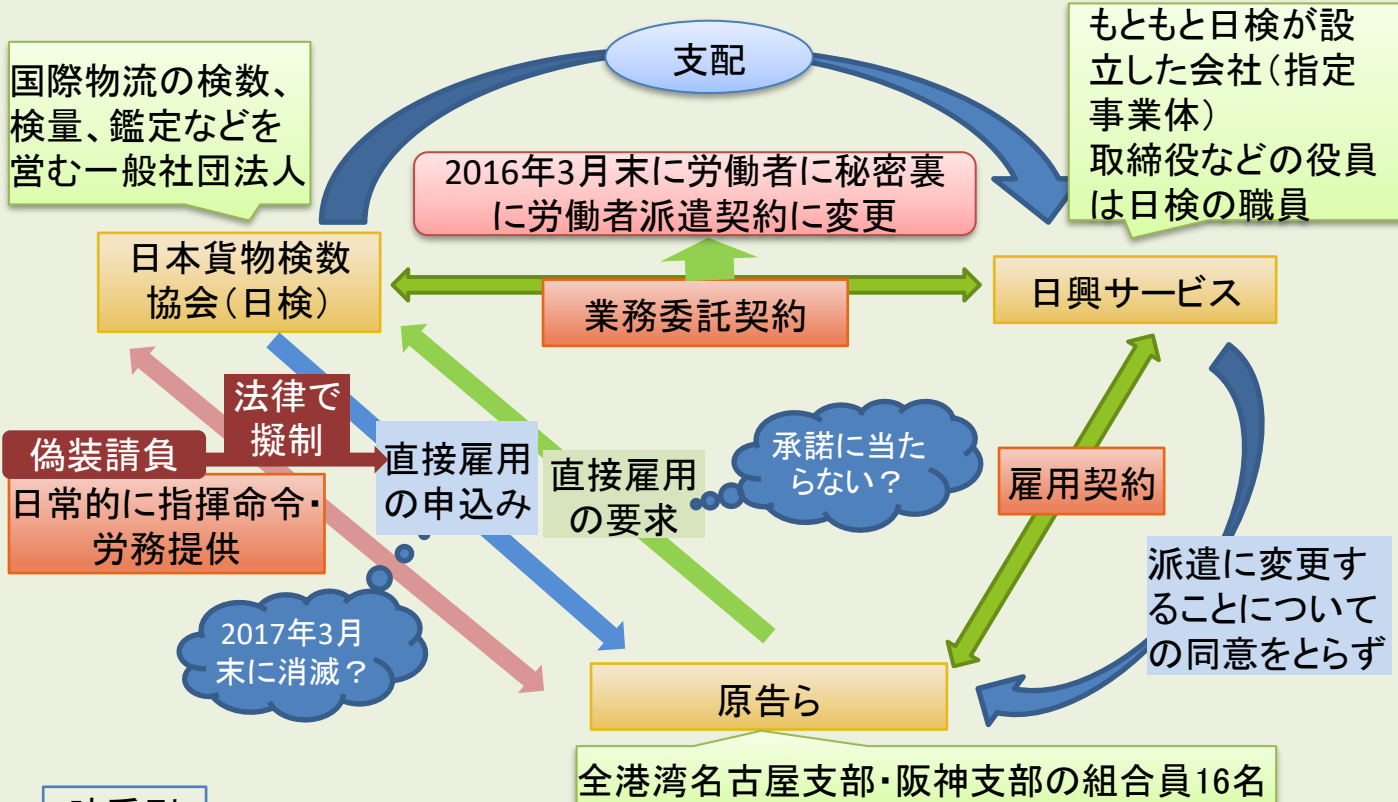 支配
国際物流の検数、
検量、鑑定などを
営む一般社団法人
もともと日検が設
立した会社（指定
事業体）
取締役などの役員
は日検の職員
2016年3月末に労働者に秘密裏
に労働者派遣契約に変更
日本貨物検数
協会（日検）
業務委託契約
日興サービス
法律で
擬制
偽装請負
日常的に指揮命令・
労務提供
直接雇用
の申込み
直接雇用
の要求
承諾に当た
らない？
雇用契約
2017年3月
末に消滅？
派遣に変更す
ることについて
の同意をとらず
原告ら
全港湾名古屋支部・阪神支部の組合員16名